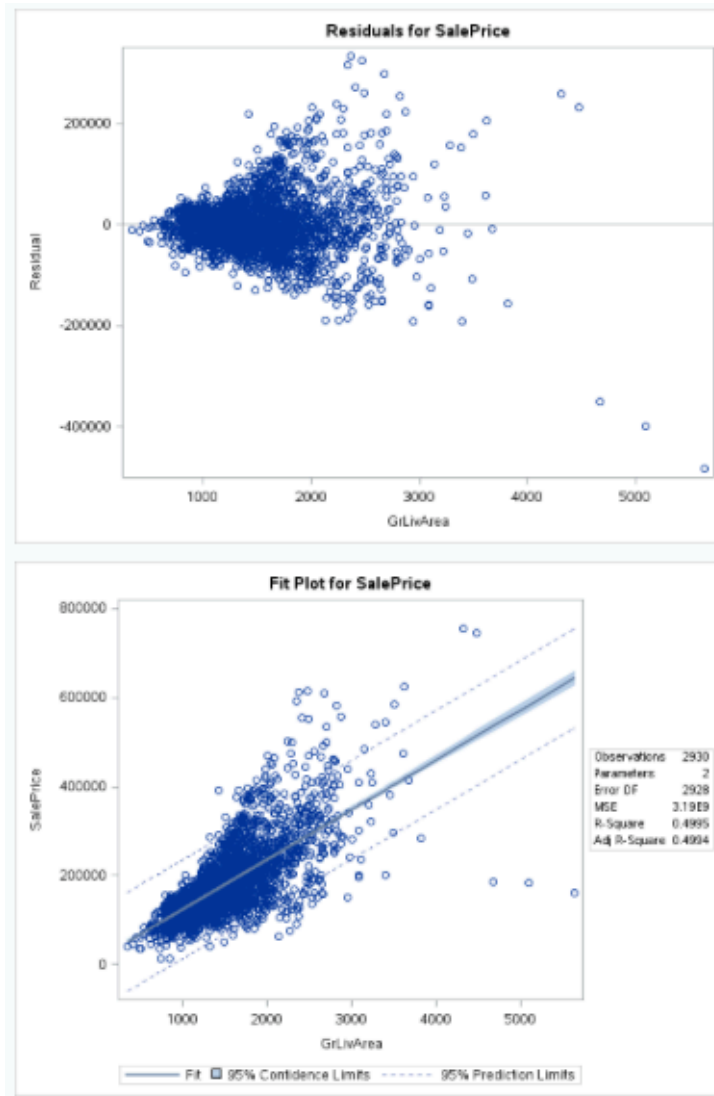 Residuals for SalePrice
200000
0
-200000
-400000
Residual
1000 2000 3000 4000 5000
GrLivArea
Fit Plot for SalePrice
800000
600000
400000
200000
0
SalePrice
1000 2000 3000 4000 5000
GrLivArea
Observations 2930
Parameters 2
Error DF 2928
MSE 3.19E9
R-Square 0.4995
Adj R-Square 0.4994
Fit 95% Confidence Limits 95% Prediction Limits